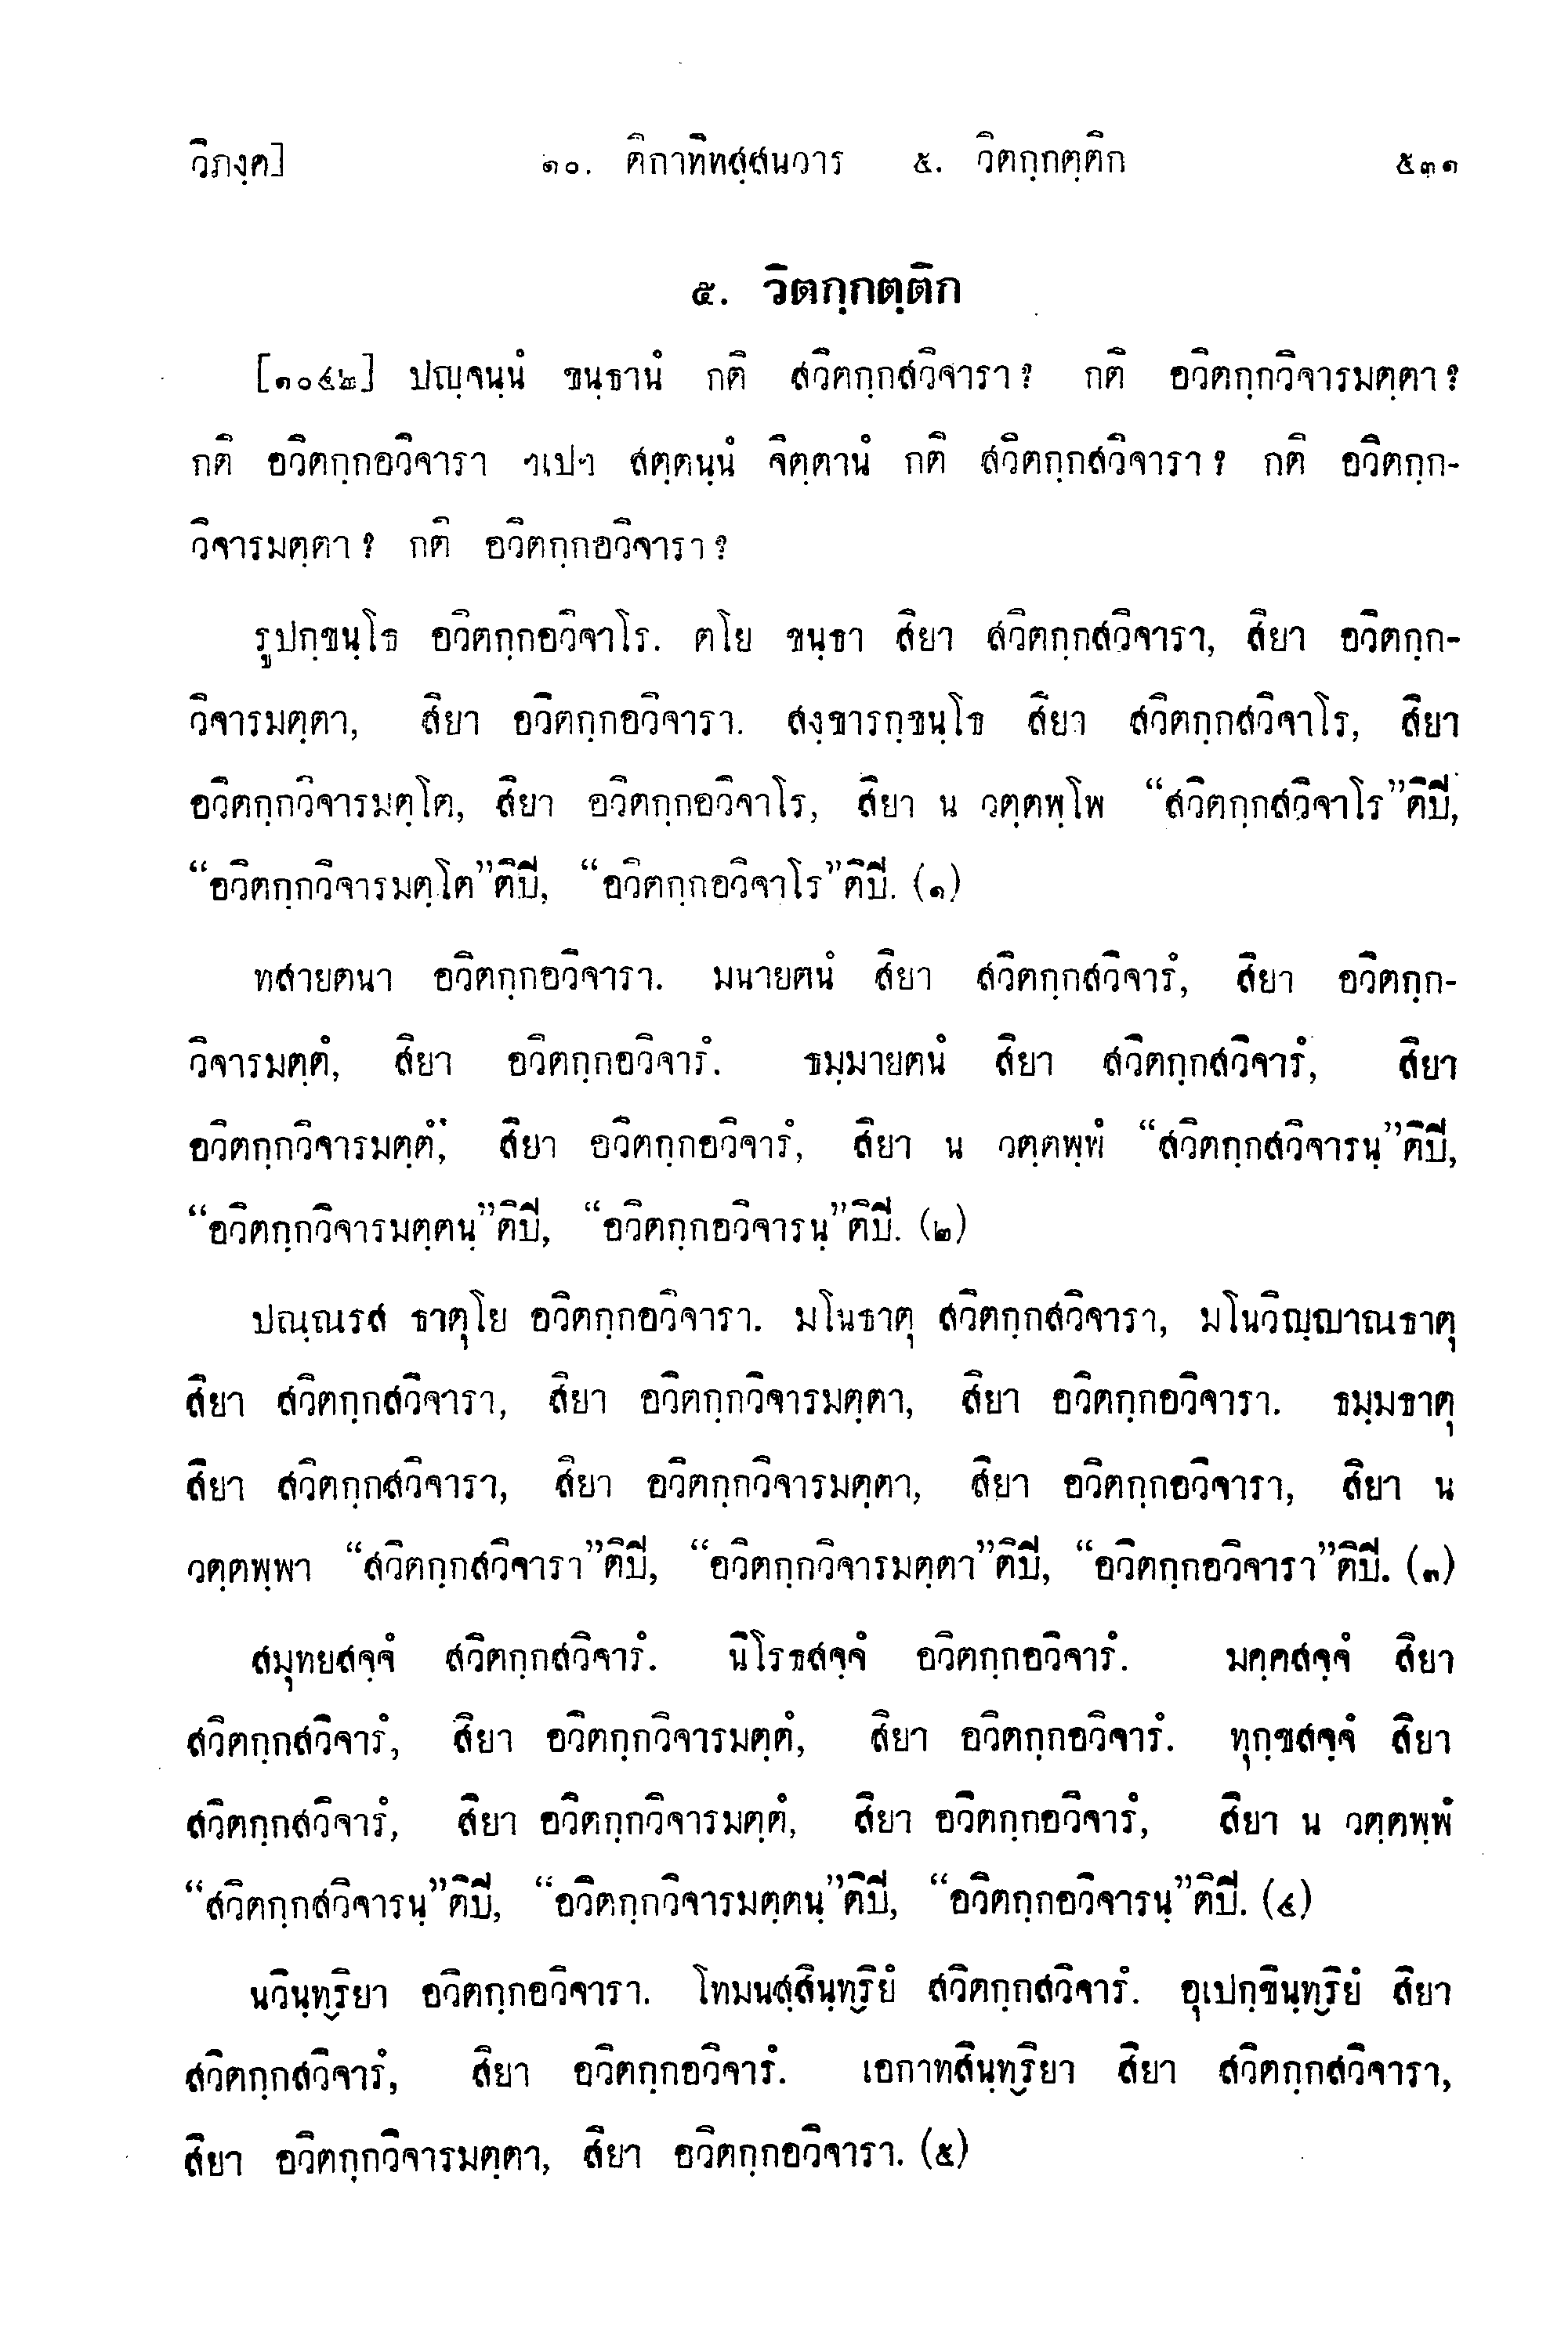 วิภงฺค]	๑๐. ติกาทิทสฺสนวาร ๕. วิตกฺกตฺติก	๕๓๑
๕. วิตกฺกตฺติก
[๑๐๔๒] ปญฺจนฺนํ ขนฺธานํ กติ สวิตกฺกสวิจารา? กติ อวิตกฺกวิจารมตฺตา?
กติ อวิตกฺกอวิจารา ฯเปฯ สตฺตนฺนํ จิตฺตานํ กติ สวิตกฺกสวิจารา? กติ อวิตกฺก-
วิจารมตฺตา? กติ อวิตกฺกอวิจารา?
รูปกฺขนฺโธ อวิตกฺกอวิจาโร. ตโย ขนฺธา สิยา สวิตกฺกสวิจารา, สิยา อวิตกฺก-
วิจารมตฺตา, สิยา อวิตกฺกอวิจารา. สงฺขารกฺขนฺโธ สิยา สวิตกฺกสวิจาโร, สิยา
อวิตกฺกวิจารมตฺโต, สิยา อวิตกฺกอวิจาโร, สิยา น วตฺตพฺโพ “สวิตกฺกสวิจาโร”ติปิ,
“อวิตกฺกวิจารมตฺโต”ติปิ, “อวิตกฺกอวิจาโร”ติปิ. (๑)
ทสายตนา อวิตกฺกอวิจารา. มนายตนํ สิยา สวิตกฺกสวิจารํ, สิยา อวิตกฺก-
วิจารมตฺตํ, สิยา อวิตกฺกอวิจารํ. ธมฺมายตนํ สิยา สวิตกฺกสวิจารํ, สิยา
อวิตกฺกวิจารมตฺตํ, สิยา อวิตกฺกอวิจารํ, สิยา น วตฺตพฺพํ “สวิตกฺกสวิจารนฺ”ติปิ,
“อวิตกฺกวิจารมตฺตนฺ”ติปิ, “อวิตกฺกอวิจารนฺ”ติปิ. (๒)
ปณฺณรส ธาตุโย อวิตกฺกอวิจารา. มโนธาตุ สวิตกฺกสวิจารา, มโนวิญฺญาณธาตุ
สิยา สวิตกฺกสวิจารา, สิยา อวิตกฺกวิจารมตฺตา, สิยา อวิตกฺกอวิจารา. ธมฺมธาตุ
สิยา สวิตกฺกสวิจารา, สิยา อวิตกฺกวิจารมตฺตา, สิยา อวิตกฺกอวิจารา, สิยา น
วตฺตพฺพา “สวิตกฺกสวิจารา”ติปิ, “อวิตกฺกวิจารมตฺตา”ติปิ, “อวิตกฺกอวิจารา”ติปิ. (๓)
สมุทยสจฺจํ สวิตกฺกสวิจารํ. นิโรธสจฺจํ อวิตกฺกอวิจารํ. มคฺคสจฺจํ สิยา
สวิตกฺกสวิจารํ, สิยา อวิตกฺกวิจารมตฺตํ, สิยา อวิตกฺกอวิจารํ. ทุกฺขสจฺจํ สิยา
สวิตกฺกสวิจารํ, สิยา อวิตกฺกวิจารมตฺตํ, สิยา อวิตกฺกอวิจารํ, สิยา น วตฺตพฺพํ
“สวิตกฺกสวิจารนฺ”ติปิ, “อวิตกฺกวิจารมตฺตนฺ”ติปิ, “อวิตกฺกอวิจารนฺ”ติปิ. (๔)
นวินฺทฺริยา อวิตกฺกอวิจารา. โทมนสฺสินฺทฺริยํ สวิตกฺกสวิจารํ. อุเปกฺขินฺทฺริยํ สิยา
สวิตกฺกสวิจารํ, สิยา อวิตกฺกอวิจารํ. เอกาทสินฺทฺริยา สิยา สวิตกฺกสวิจารา,
สิยา อวิตกฺกวิจารมตฺตา, สิยา อวิตกฺกอวิจารา. (๕)